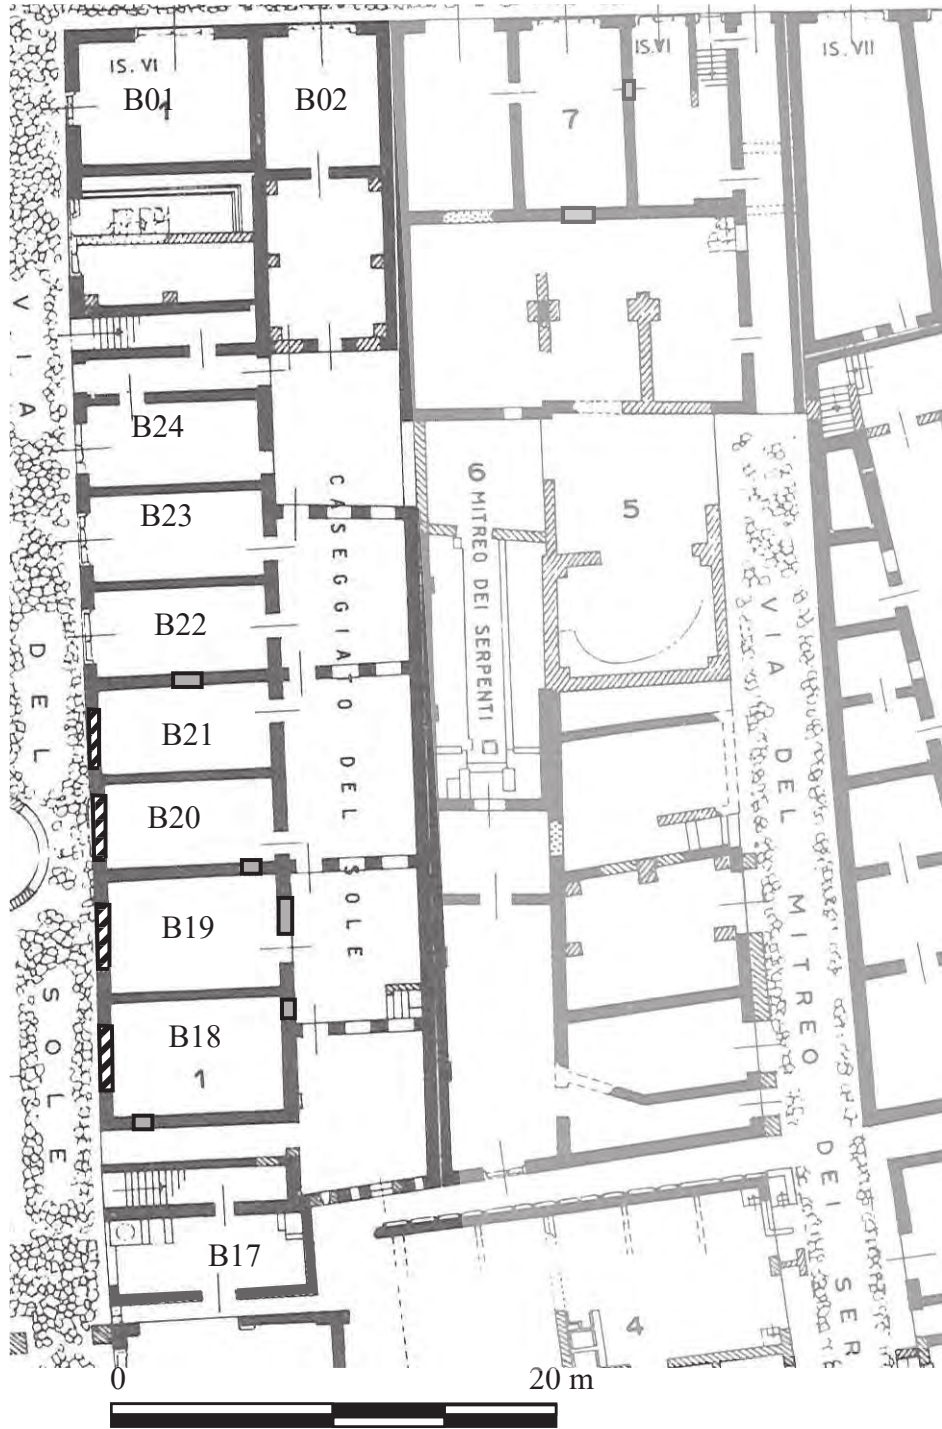 IS. VI
B01
1
B02
7
IS.VI
IS. VII
VIA DEL SOLE
B24
B23
B22
B21
B20
B19
B18
1
B17
CASEGGIATO DEL SOLE
6 MITREO DEI SERPENTI
5
VIA DEL MITREO DEI SER
4
0 20 m